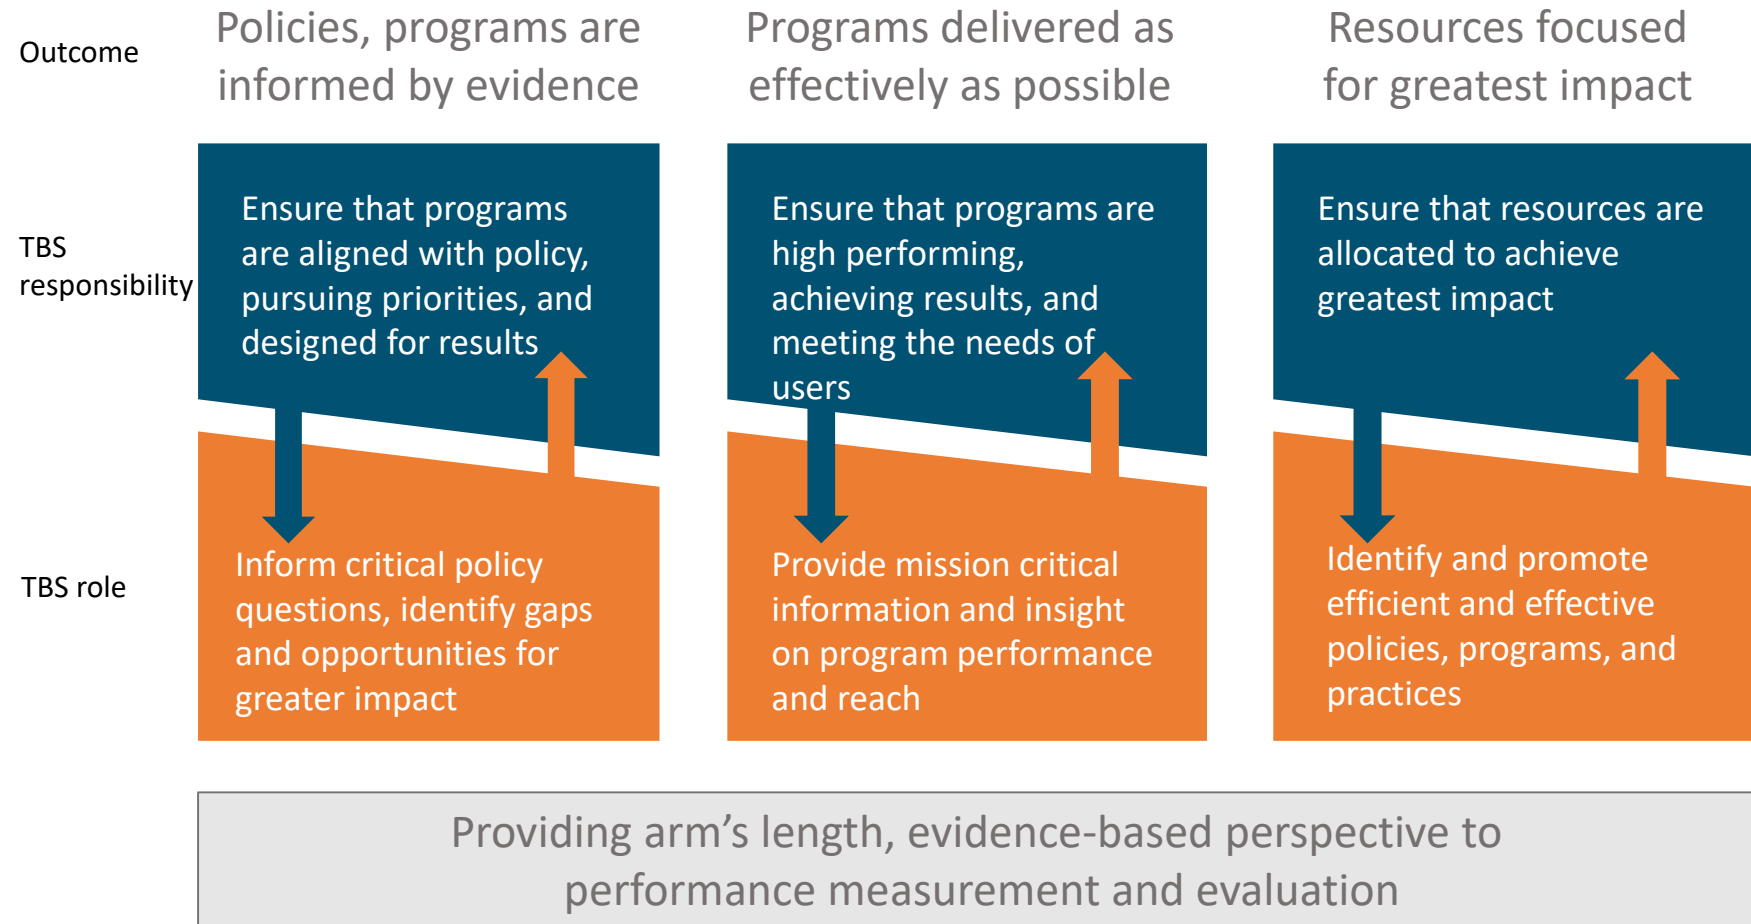 Outcome
Policies, programs are
informed by evidence
Programs delivered as
effectively as possible
Resources focused
for greatest impact
TBS
responsibility
Ensure that programs
are aligned with policy,
pursuing priorities, and
designed for results
Ensure that programs are
high performing,
achieving results, and
meeting the needs of
users
Ensure that resources are
allocated to achieve
greatest impact
TBS role
Inform critical policy
questions, identify gaps
and opportunities for
greater impact
Provide mission critical
information and insight
on program performance
and reach
Identify and promote
efficient and effective
policies, programs, and
practices
Providing arm’s length, evidence-based perspective to
performance measurement and evaluation